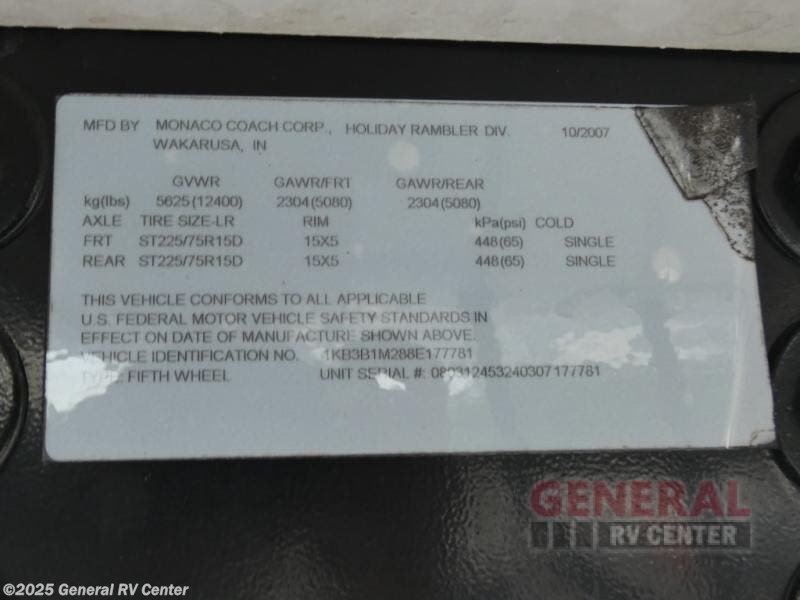 MFD BY MONACO COACH CORP., HOLIDAY RAMBLER DIV. 10/2007
WAKARUSA, IN
GVWR GAWR/FRT GAWR/REAR
kg(lbs) 5625(12400) 2304(5080) 2304(5080)
AXLE TIRE SIZE-LR RIM kPa(psi) COLD
FRT ST225/75R15D 15X5 448(65) SINGLE
REAR ST225/75R15D 15X5 448(65) SINGLE
THIS VEHICLE CONFORMS TO ALL APPLICABLE
U.S. FEDERAL MOTOR VEHICLE SAFETY STANDARDS IN
EFFECT ON DATE OF MANUFACTURE SHOWN ABOVE.
VEHICLE IDENTIFICATION NO. 1KB3B1M288E177781
TYPE FIFTH WHEEL UNIT SERIAL #:
GENERAL
RV CENTER
©2025 General RV Center